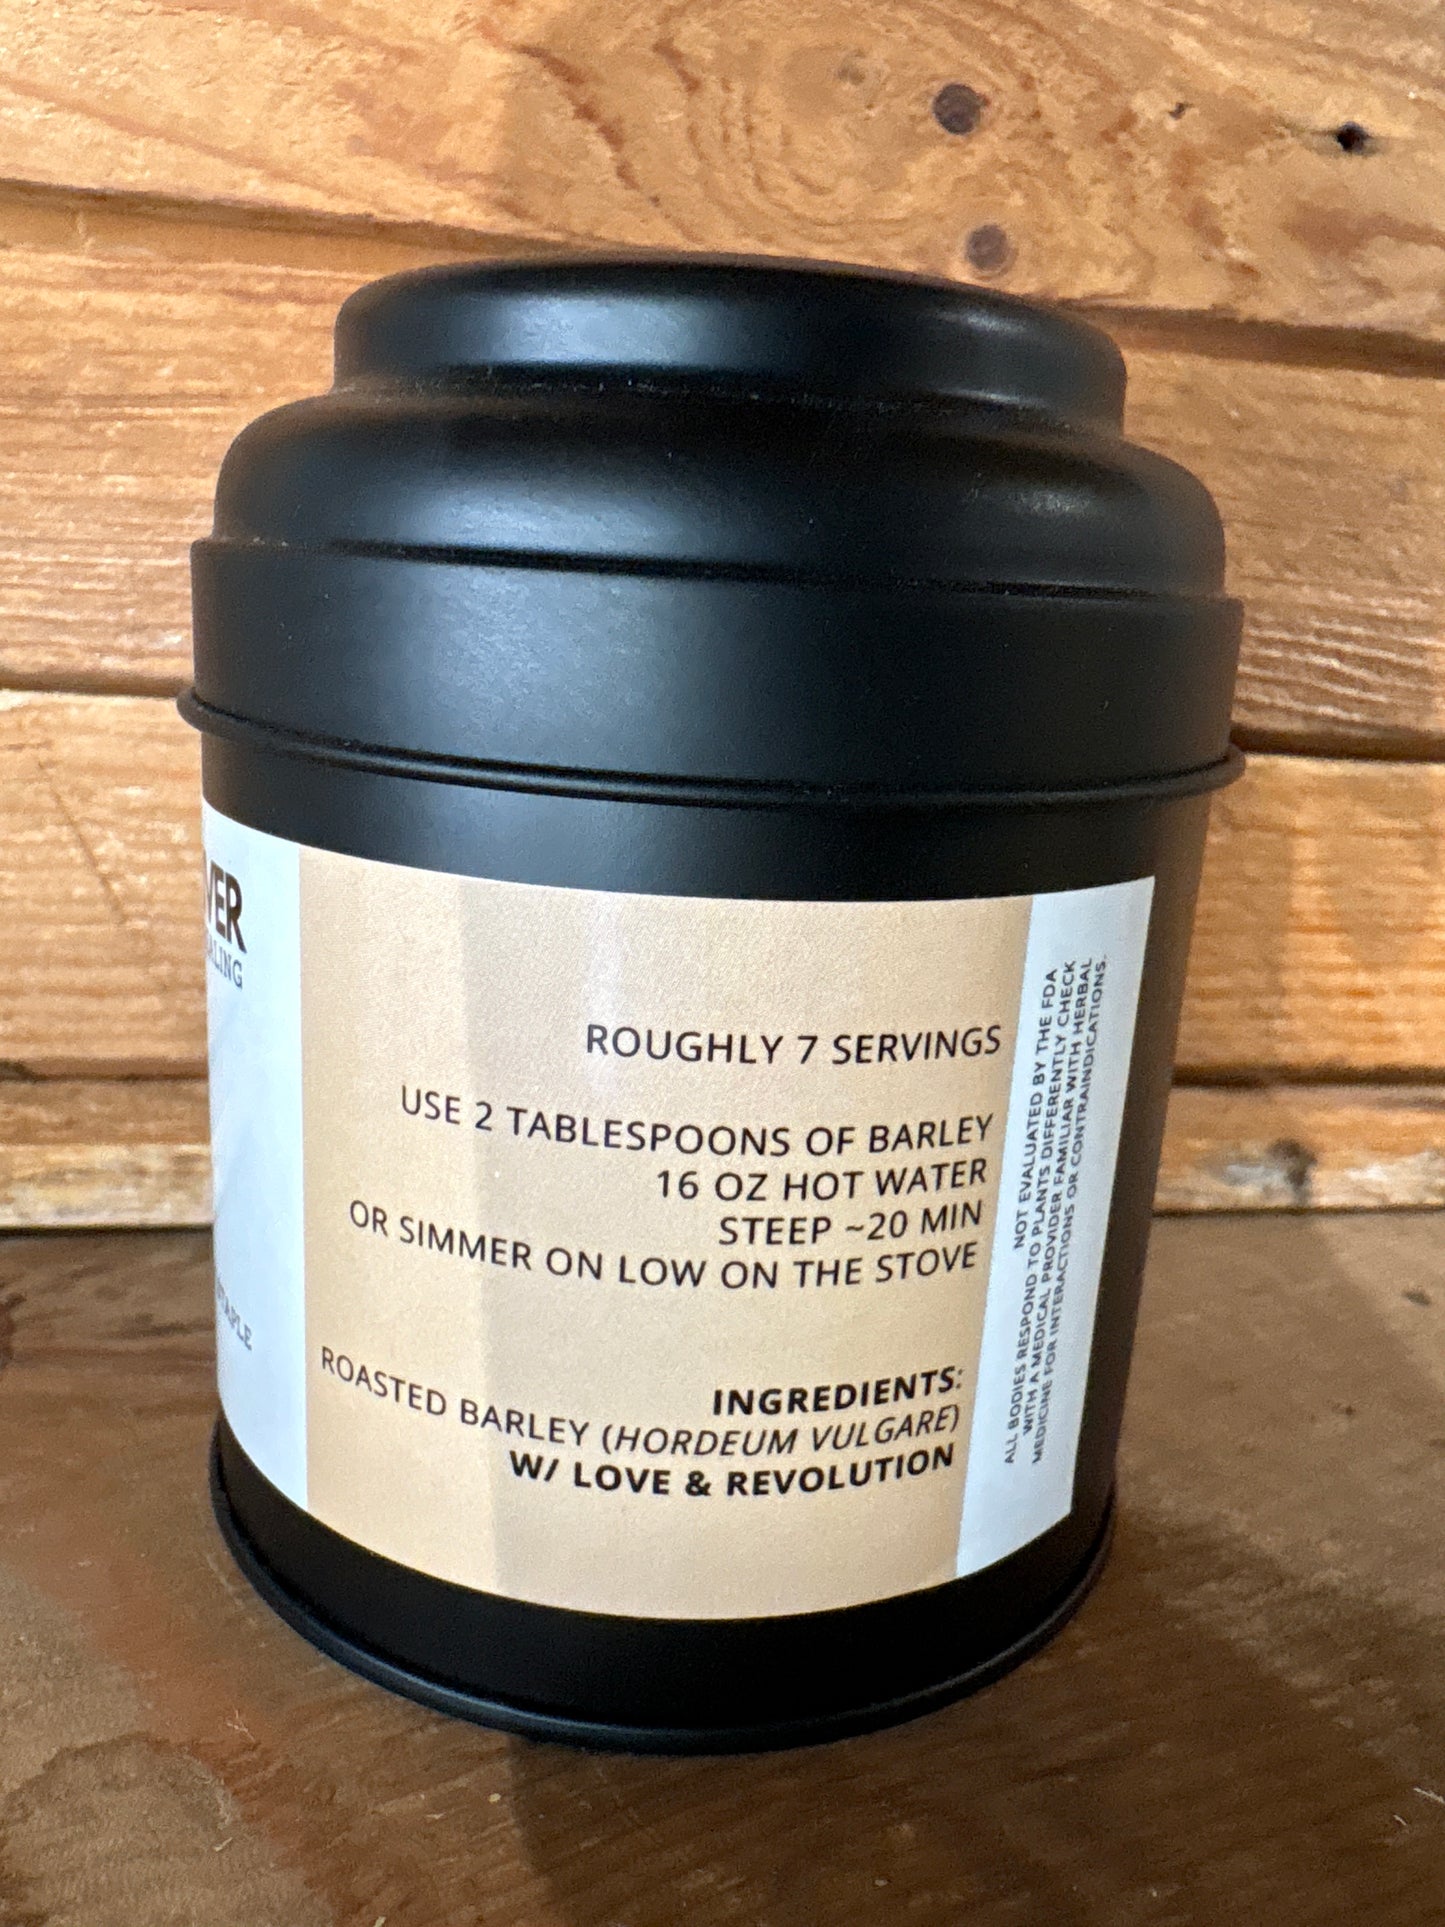 ROUGHLY 7 SERVINGS
USE 2 TABLESPOONS OF BARLEY
16 OZ HOT WATER
STEEP ~20 MIN
OR SIMMER ON LOW ON THE STOVE
INGREDIENTS:
ROASTED BARLEY (HORDEUM VULGARE)
W/ LOVE & REVOLUTION
NOT EVALUATED BY THE FDA
ALL BODIES RESPOND TO PLANTS DIFFERENTLY CHECK
WITH A MEDICAL PROVIDER FAMILIAR WITH HERBAL
MEDICINE FOR INTERACTIONS OR CONTRAINDICATIONS.